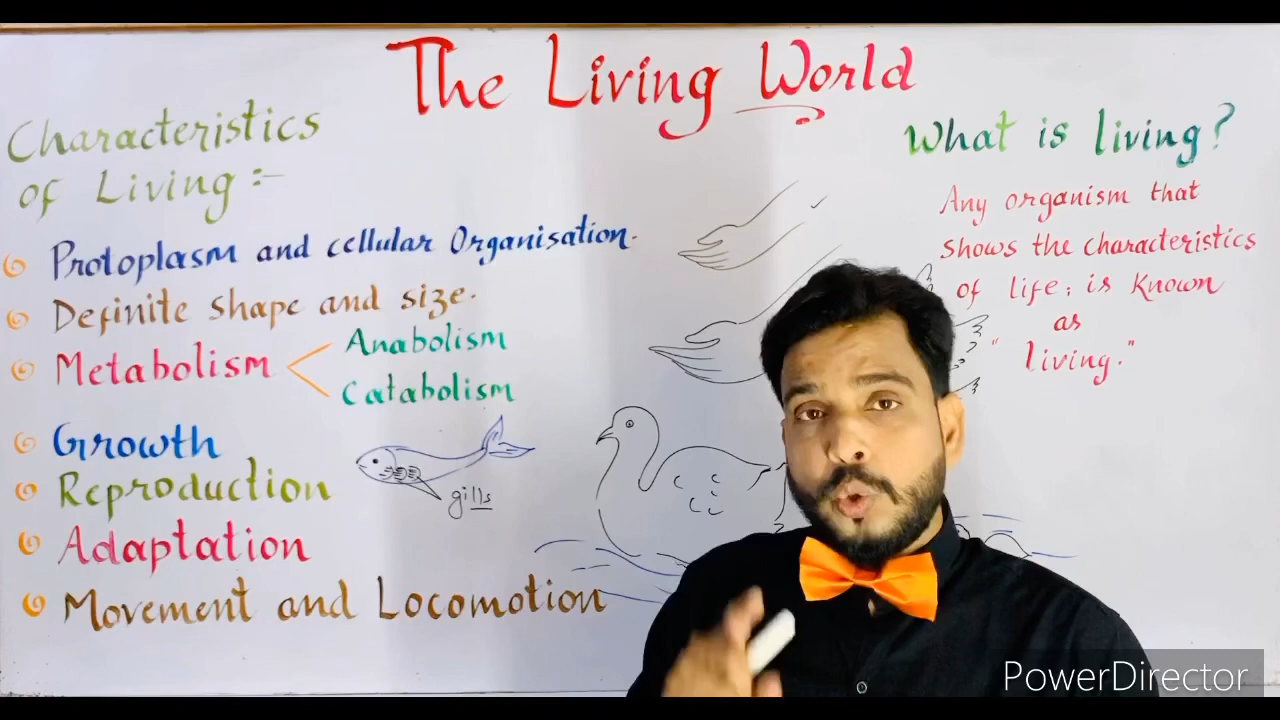 The Living World
Characteristics
of Living :-
Protoplasm and cellular Organisation.
Definite shape and size.
Metabolism
Anabolism
Catabolism
Growth
Reproduction
Adaptation
Movement and Locomotion
gills
What is living?
Any organism that
shows the characteristics
of life; is known
as
" living."
PowerDirector